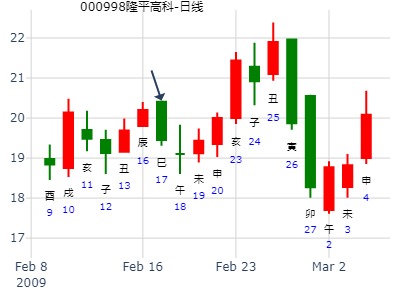 000998隆平高科-日线
22
21
20
19
18
17
酉
9
戌
10
亥
11
子
12
丑
13
辰
16
巳
17
午
18
未
19
申
20
亥
23
子
24
丑
25
寅
26
卯
27
午
2
未
3
申
4
Feb 8
2009
Feb 16
Feb 23
Mar 2